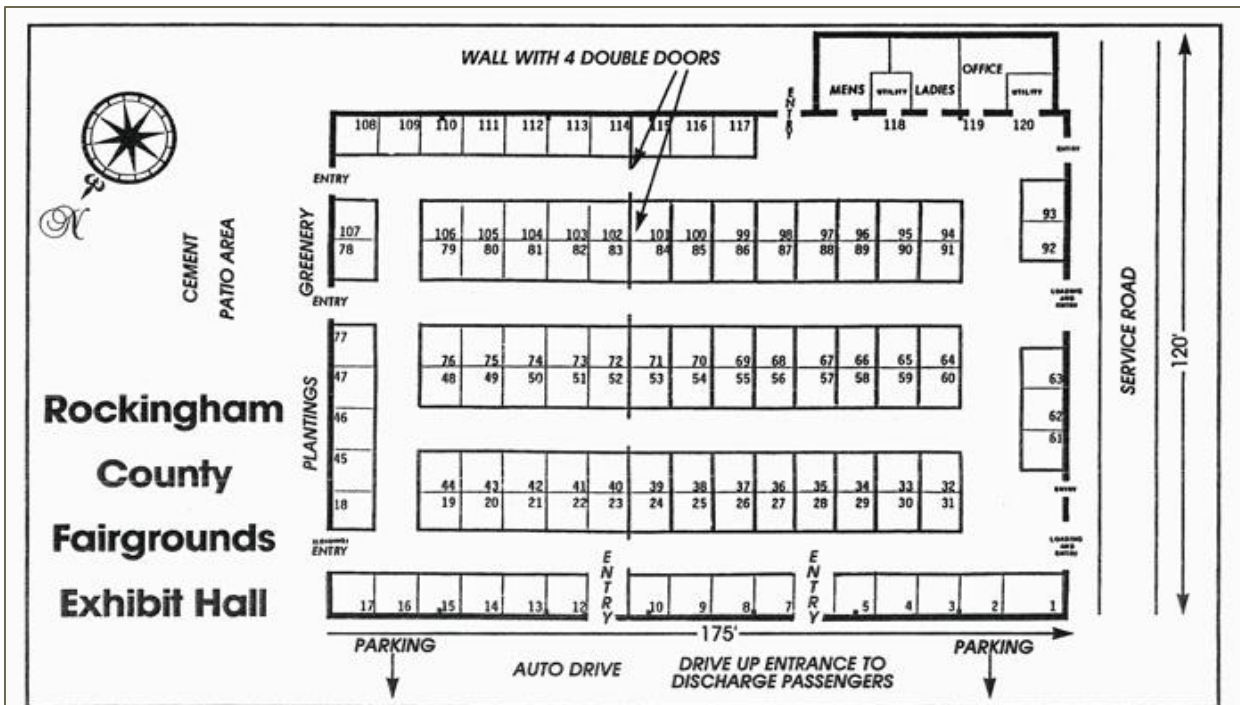 WALL WITH 4 DOUBLE DOORS
N
ENTRY
MENS
UTILITY
LADIES
OFFICE
UTILITY
108 109 110 111 112 113 114 115 116 117
118 119 120
ENTRY
ENTRY
CEMENT
PATIO AREA
GREENERY
107
78
106 105 104 103 102 101 100 99 98 97 96 95 94
79 80 81 82 83 84 85 86 87 88 89 90 91
93
92
ENTRY
LOADING
AND
ENTRY
SERVICE ROAD
120'
PLANTINGS
77
47
46
45
18
76 75 74 73 72 71 70 69 68 67 66 65 64
48 49 50 51 52 53 54 55 56 57 58 59 60
63
62
61
44 43 42 41 40 39 38 37 36 35 34 33 32
19 20 21 22 23 24 25 26 27 28 29 30 31
ENTRY
LOADING
AND
ENTRY
Rockingham
County
Fairgrounds
Exhibit Hall
ENTRY
ENTRY
ENTRY
17 16 15 14 13 12 10 9 8 7 5 4 3 2 1
175'
PARKING
AUTO DRIVE
DRIVE UP ENTRANCE TO
DISCHARGE PASSENGERS
PARKING